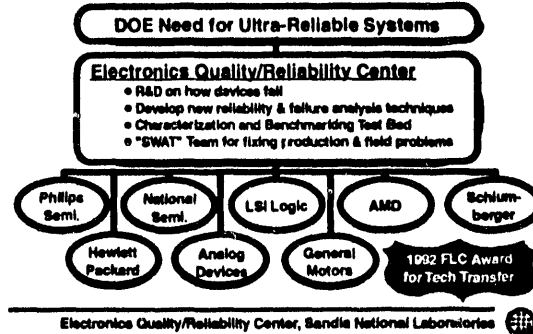 DOE Need for Ultra-Reliable Systems
Electronics Quality/Reliability Center
• R&D on how devices fail
• Develop new reliability & failure analysis techniques
• Characterization and Benchmarking Test Bed
• "SWAT" Team for fixing production & field problems
Philips
Semi.
National
Semi.
LSI Logic
AMD
Schlum-
berger
Hewlett
Packard
Analog
Devices
General
Motors
1992 FLC Award
for Tech Transfer
Electronics Quality/Reliability Center, Sandia National Laboratories